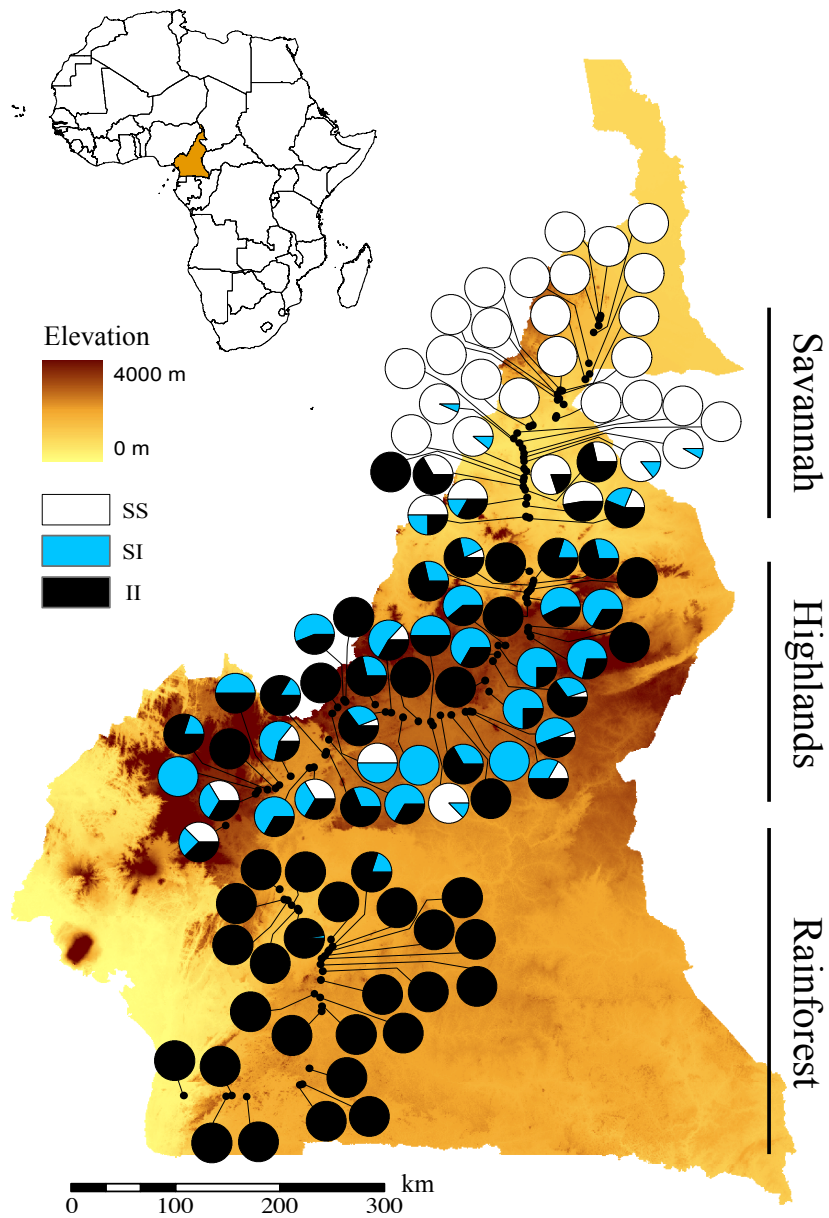 Elevation
4000 m
0 m
SS
SI
II
Savannah
Highlands
Rainforest
km
0 100 200 300